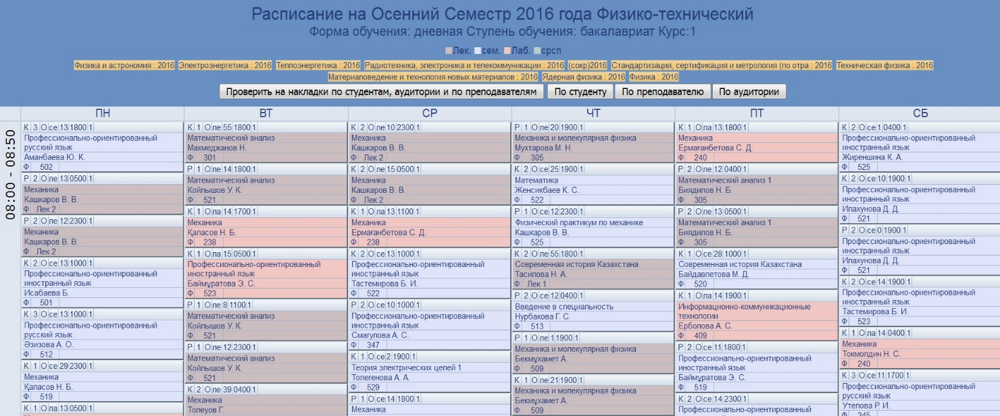 Расписание на Осенний Семестр 2016 года Физико-технический
Форма обучения: дневная Ступень обучения: бакалавриат Курс:1
Лек. сем. Лаб. срсп
Физика и астрономия : 2016 Электроэнергетика : 2016 Теплоэнергетика : 2016 Радиотехника, электроника и телекоммуникации : 2016 (сокр)2016 Стандартизация, сертификация и метрология (по отра : 2016 Техническая физика : 2016
Материаловедение и технология новых материалов : 2016 Ядерная физика : 2016 Физика : 2016
Проверить на накладки по студентам, аудитории и по преподавателям По студенту По преподавателю По аудитории
ПН ВТ СР ЧТ ПТ СБ
08:00 - 08:50
К 3 О се 13 1800 1
Профессионально-ориентированный
русский язык
Аманбаева Ю. К.
Ф 502
Р 2 О ле 13 0500 1
Механика
Кашкаров В. В.
Ф Лек 2
Р 2 О ле 12 2300 1
Механика
Кашкаров В. В.
Ф Лек 2
К 2 О се 13 1000 1
Профессионально-ориентированный
иностранный язык
Исабаева Б.
Ф 501
К 3 О се 13 1000 1
Профессионально-ориентированный
русский язык
Әзизова А. О.
Ф 512
К 1 О се 29 2300 1
Механика
Қаласов Н. Б.
Ф 519
К 1 О ла 13 0500 1
К 1 О ле 55 1800 1
Математический анализ
Махмеджанов Н.
Ф 301
Р 1 О ле 14 1800 1
Математический анализ
Койлышов У. К.
Ф 521
К 1 О ла 14 1700 1
Механика
Қаласов Н. Б.
Ф 238
К 1 О ла 15 0500 1
Профессионально-ориентированный
иностранный язык
Баймұратова Э. С.
Ф 523
Р 1 О ле 8 1100 1
Математический анализ
Койлышов У. К.
Ф 521
Р 1 О ле 12 2300 1
Математический анализ
Койлышов У. К.
Ф 521
К 2 О ле 39 0400 1
Механика
Толеуов Г.
К 2 О ле 10 2300 1
Механика
Кашкаров В. В.
Ф Лек 2
К 2 О ле 15 0500 1
Механика
Кашкаров В. В.
Ф Лек 2
К 1 О ла 13 1100 1
Механика
Ермағанбетова С. Д.
Ф 238
К 2 О се 13 1000 1
Профессионально-ориентированный
иностранный язык
Тастемирова Б. И.
Ф 522
Р 2 О се 10 1000 1
Профессионально-ориентированный
иностранный язык
Смагулова А. С.
Ф 347
К 1 О се 2 1900 1
Теория электрических цепей 1
Толегенова А. А.
Ф 529
Р 1 О се 14 1800 1
Механика
Р 1 О ле 20 1900 1
Механика и молекулярная физика
Мухтарова М. Н.
Ф 305
К 2 О се 25 1900 1
Математика
Женсикбаев К. С.
Ф 522
Р 1 О се 12 2300 1
Физический практикум по механике
Кашкаров В. В.
Ф 525
К 2 О ле 55 1800 1
Современная история Казахстана
Тасилова Н. А.
Ф Лек 1
Р 2 О се 12 0400 1
Введение в специальность
Нурбакова Г. С.
Ф 513
Р 1 О ле 1 1900 1
Механика и молекулярная физика
Бекмұхамет А.
Ф 509
К 1 О ле 21 1900 1
Механика и молекулярная физика
Бекмұхамет А.
Ф 509
К 1 О ла 13 1800 1
Механика
Ермағанбетова С. Д.
Ф 240
Р 2 О ле 12 0400 1
Математический анализ 1
Биядилов Н. Б.
Ф 305
Р 2 О ле 13 0500 1
Математический анализ 1
Биядилов Н. Б.
Ф 305
К 1 О се 28 1000 1
Современная история Казахстана
Байдавлетова М. Д.
Ф 520
К 1 О ла 14 1900 1
Информационно-коммуникационные
технологии
Ерболова А. С.
Ф 409
Р 2 О се 11 1800 1
Профессионально-ориентированный
иностранный язык
Баймұратова Э. С.
Ф 519
К 2 О се 14 2300 1
Профессионально-ориентированный
К 2 О се 1 0400 1
Профессионально-ориентированный
иностранный язык
Жиреншина К. А.
Ф 525
К 2 О се 10 1900 1
Профессионально-ориентированный
иностранный язык
Илахунова Д. Д.
Ф 521
Р 2 О се 0 1900 1
Профессионально-ориентированный
иностранный язык
Илахунова Д. Д.
Ф 521
К 2 О се 14 1900 1
Профессионально-ориентированный
иностранный язык
Тастемирова Б. И.
Ф 523
К 1 О ла 14 0400 1
Механика
Токмолдин Н. С.
Ф 240
К 3 О се 11 1700 1
Профессионально-ориентированный
русский язык
Утепова Р. И.
Ф 345